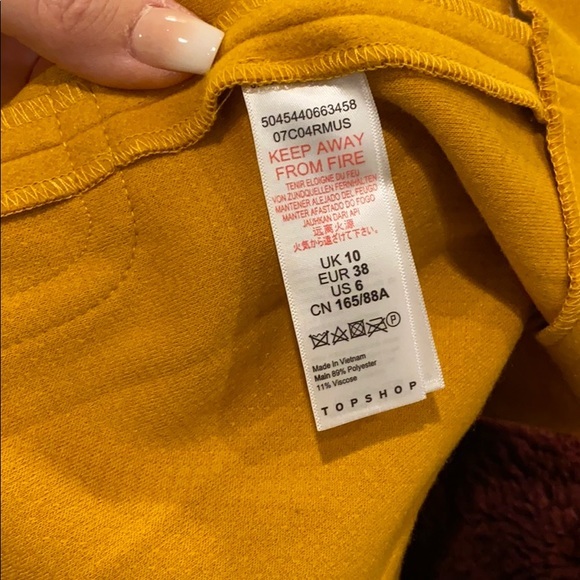 5045440663458
07C04RMUS
KEEP AWAY
FROM FIRE
TENIR ELOIGNE DU FEU
VON ZUNDQUELLEN FERNHALTEN
MANTENER ALEJADO DEL FUEGO
MANTER AFASTADO DO FOGO
JAUHKAN DARI API
远离火源
火気から遠ざけて下さい。
UK 10
EUR 38
US 6
CN 165/88A
P
Made in Vietnam
Main 89% Polyester
11% Viscose
TOPSHOP